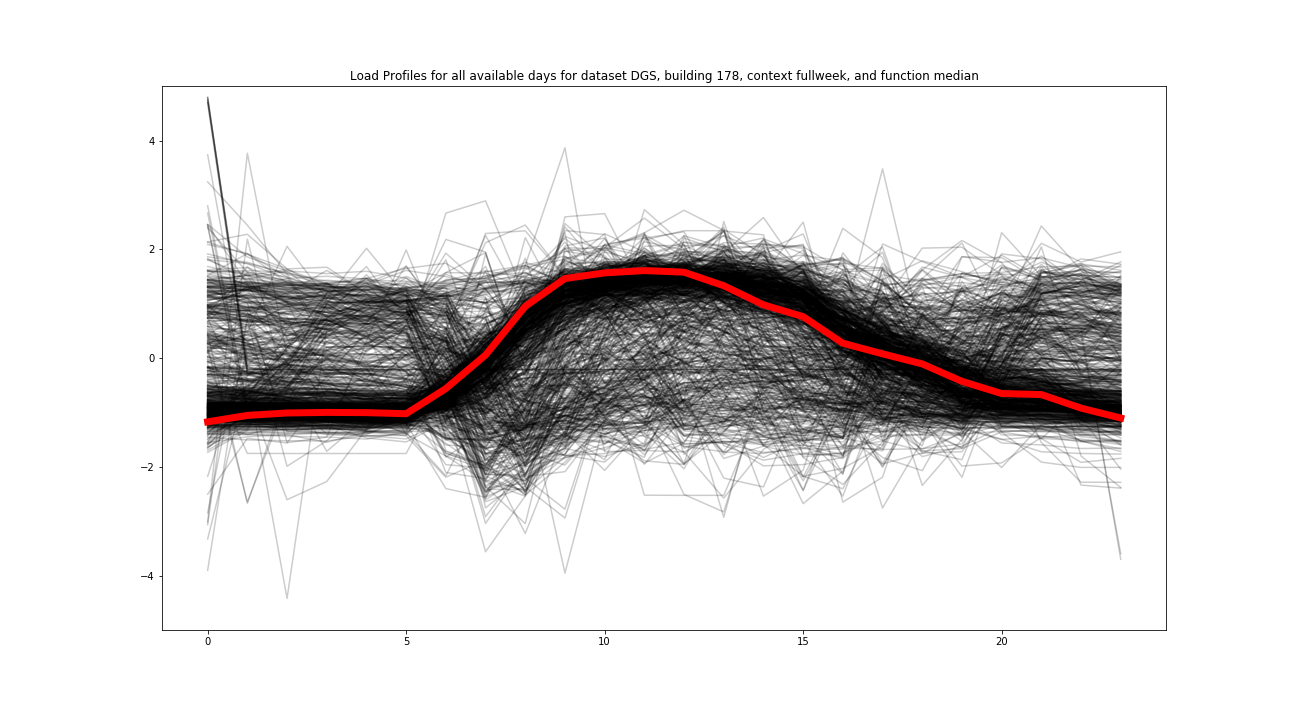 Load Profiles for all available days for dataset DGS, building 178, context fullweek, and function median
4
2
0
−2
−4
0 5 10 15 20